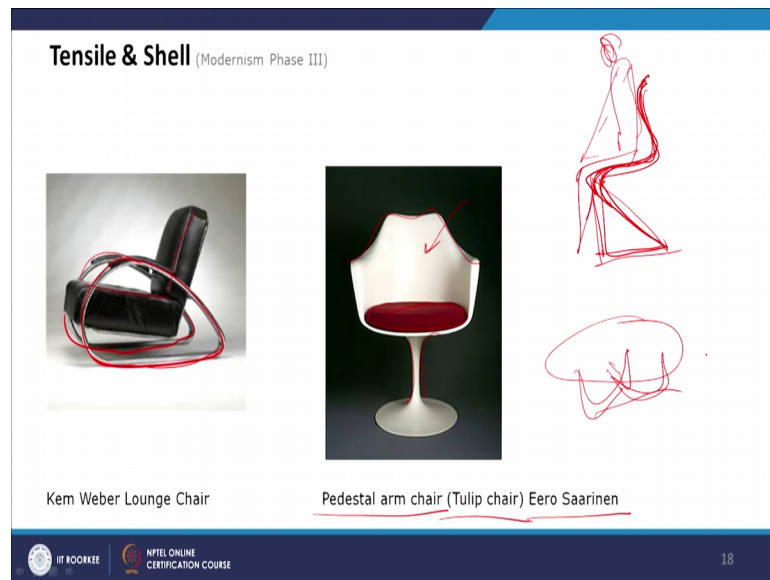 Tensile & Shell (Modernism Phase III)
Kem Weber Lounge Chair
Pedestal arm chair (Tulip chair) Eero Saarinen
IIT ROORKEE
NPTEL ONLINE
CERTIFICATION COURSE
18